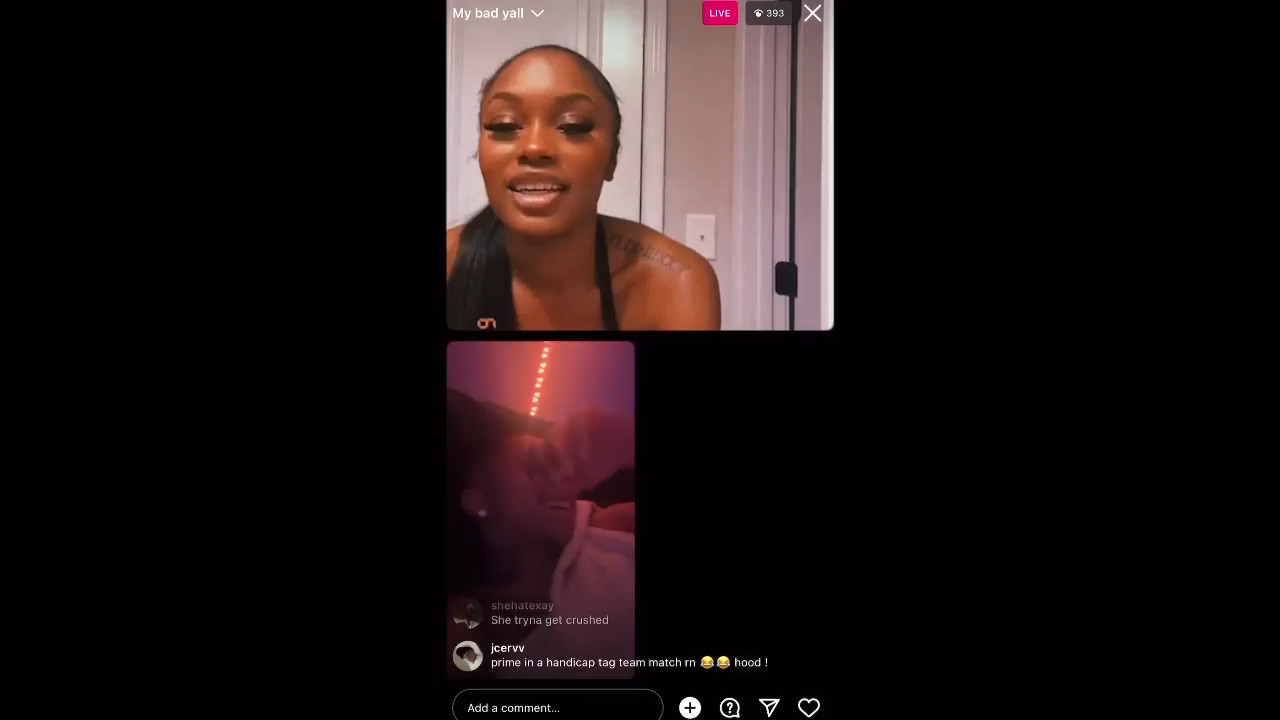 My bad yall
LIVE
393
shehatexay
She tryna get crushed
jcervv
prime in a handicap tag team match rn 😂😂 hood !
Add a comment...